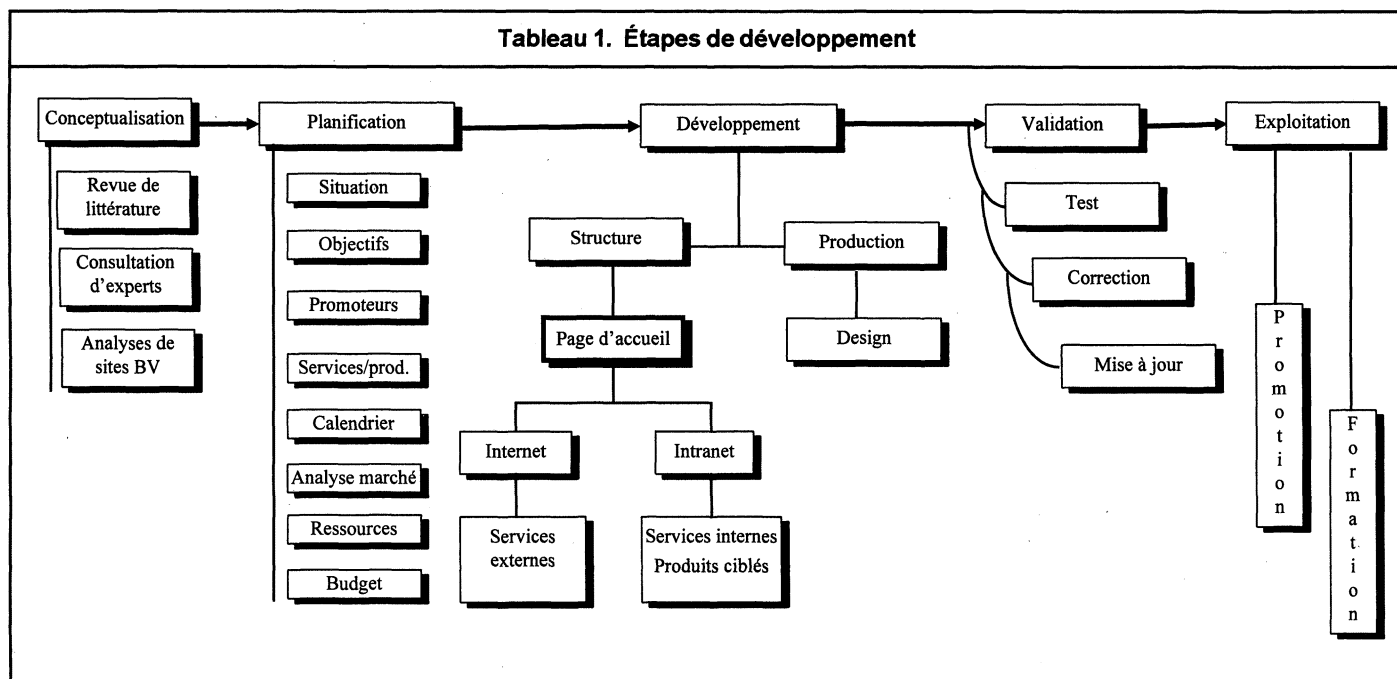 Tableau 1. Étapes de développement
Conceptualisation
Revue de
littérature
Consultation
d'experts
Analyses de
sites BV
Planification
Situation
Objectifs
Promoteurs
Services/prod.
Calendrier
Analyse marché
Ressources
Budget
Développement
Structure
Production
Page d'accueil
Design
Internet
Intranet
Services
externes
Services internes
Produits ciblés
Validation
Test
Correction
Mise à jour
Exploitation
Promotion
Formation